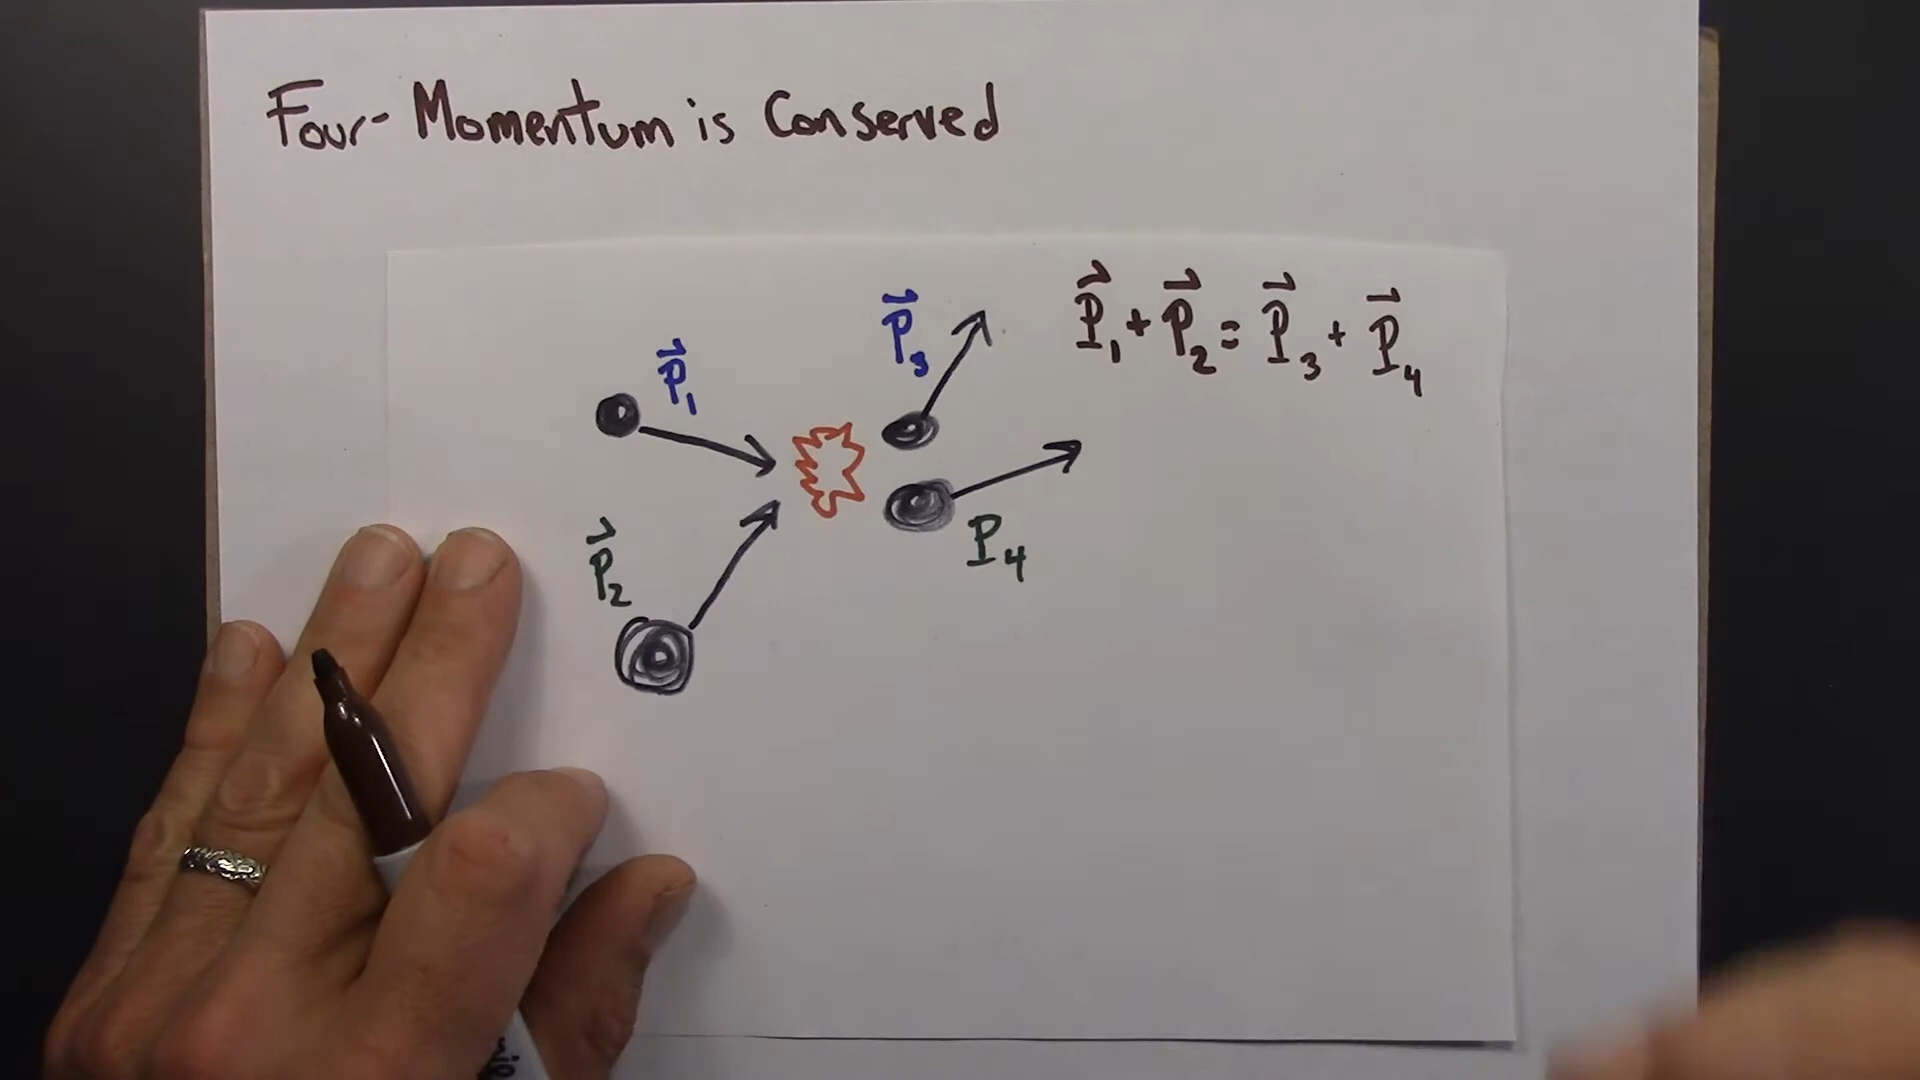 Four-Momentum is Conserved
P⃗₁ + P⃗₂ = P⃗₃ + P⃗₄
P⃗₃
P⃗₁
P⃗₂
P₄